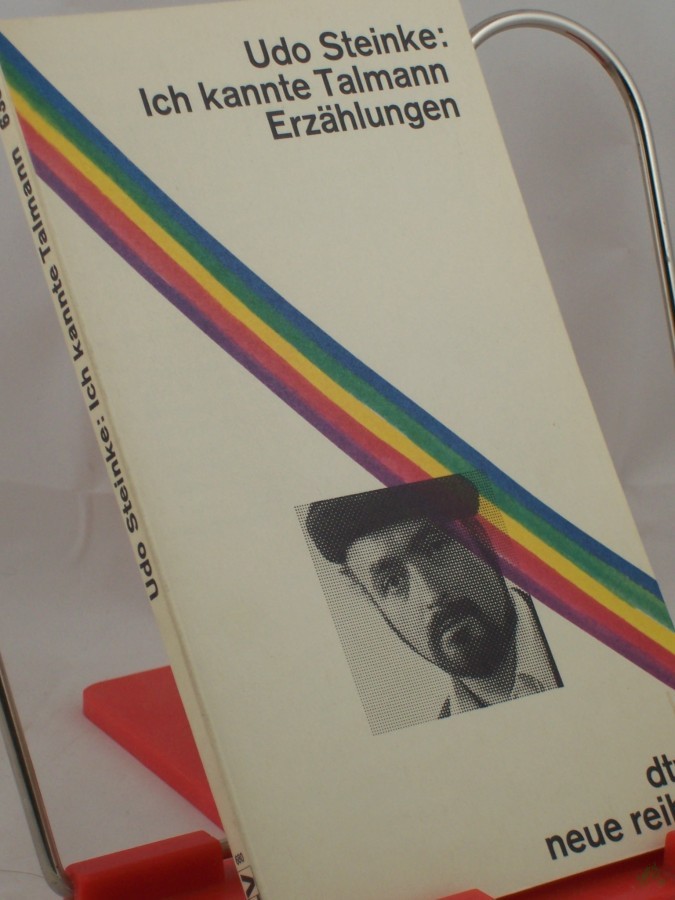 Udo Steinke:
Ich kannte Talmann
Erzählungen
Udo Steinke: Ich kannte Talmann
dtv
neue reih